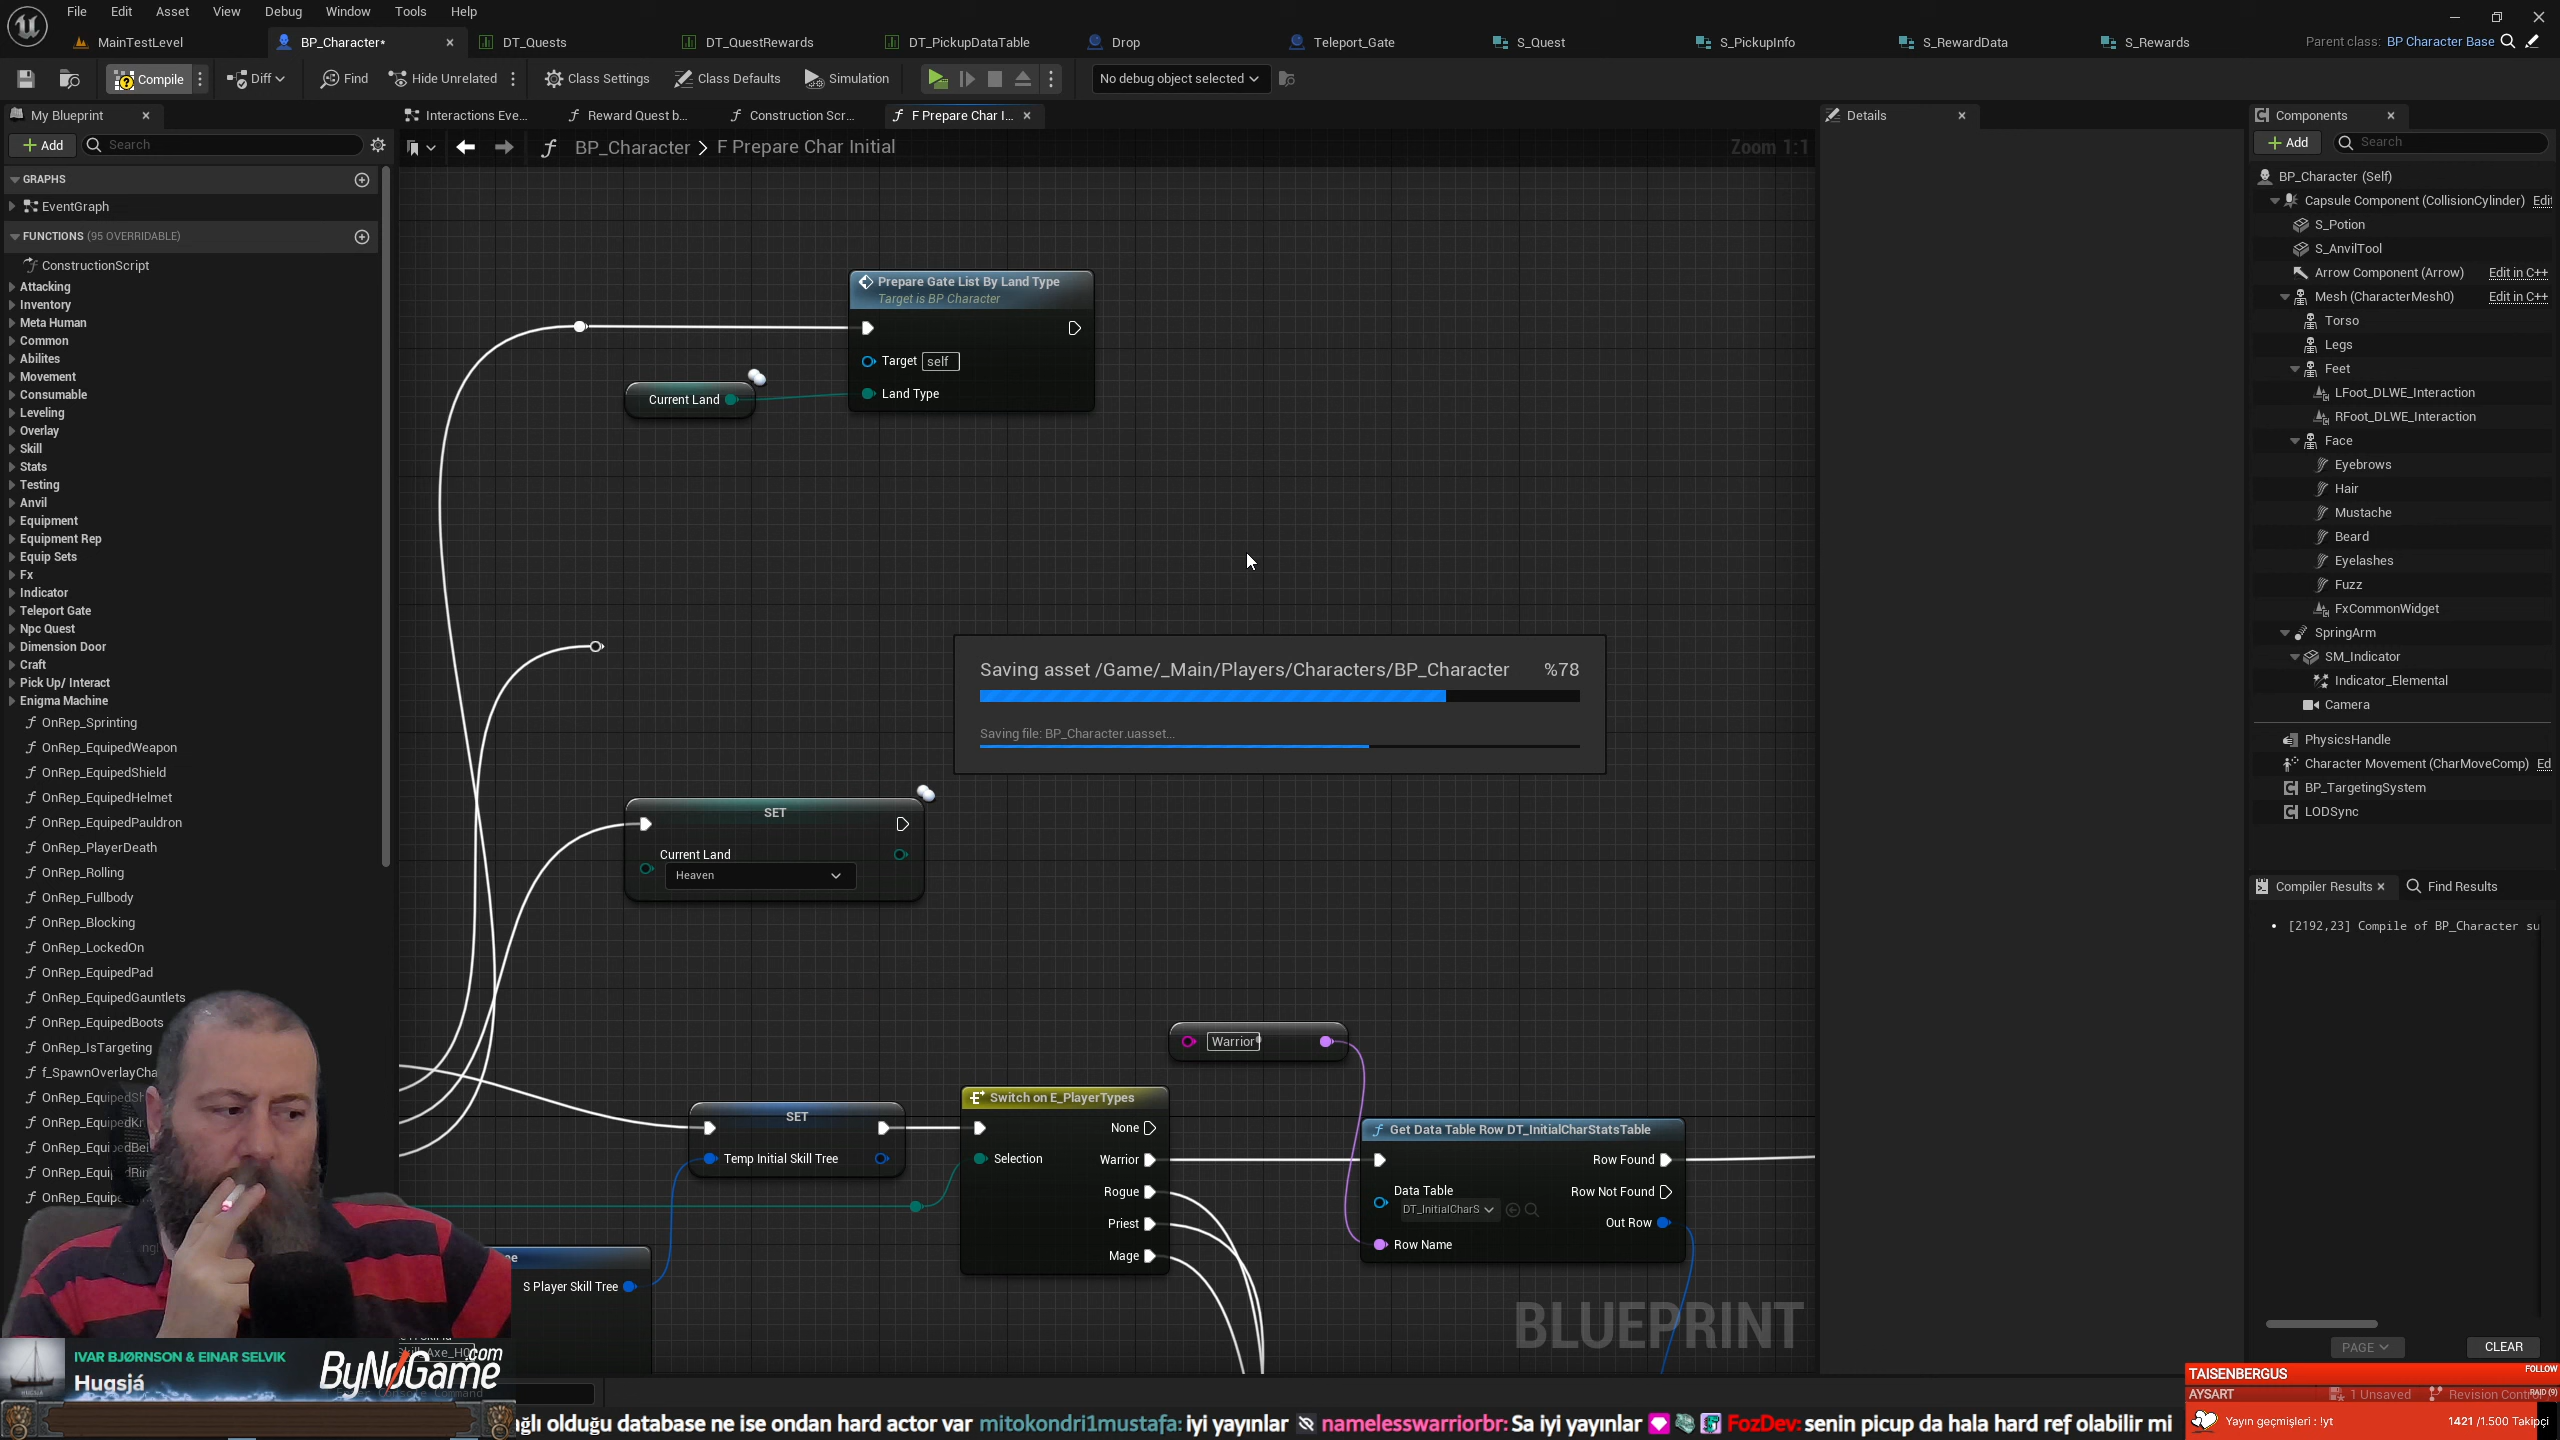 File Edit Asset View Debug Window Tools Help
MainTestLevel BP_Character* DT_Quests DT_QuestRewards DT_PickupDataTable Drop Teleport_Gate S_Quest S_PickupInfo S_RewardData S_Rewards Parent class: BP Character Base
Compile Diff Find Hide Unrelated Class Settings Class Defaults Simulation No debug object selected
My Blueprint
Add Search
GRAPHS
EventGraph
FUNCTIONS (95 OVERRIDABLE)
ConstructionScript
Attacking
Inventory
Meta Human
Common
Abilites
Movement
Consumable
Leveling
Overlay
Skill
Stats
Testing
Anvil
Equipment
Equipment Rep
Equip Sets
Fx
Indicator
Teleport Gate
Npc Quest
Dimension Door
Craft
Pick Up/ Interact
Enigma Machine
OnRep_Sprinting
OnRep_EquipedWeapon
OnRep_EquipedShield
OnRep_EquipedHelmet
OnRep_EquipedPauldron
OnRep_PlayerDeath
OnRep_Rolling
OnRep_Fullbody
OnRep_Blocking
OnRep_LockedOn
OnRep_EquipedPad
OnRep_EquipedGauntlets
OnRep_EquipedBoots
OnRep_IsTargeting
f_SpawnOverlayCha
Interactions Eve... Reward Quest b... Construction Scr... F Prepare Char I...
BP_Character > F Prepare Char Initial
Zoom 1:1
Prepare Gate List By Land Type
Target is BP Character
Target self
Land Type
Current Land
Saving asset /Game/_Main/Players/Characters/BP_Character %78
Saving file: BP_Character.uasset...
SET
Current Land
Heaven
Warrior
SET
Temp Initial Skill Tree
Switch on E_PlayerTypes
None
Selection Warrior
Rogue
Priest
Mage
Get Data Table Row DT_InitialCharStatsTable
Row Found
Data Table
DT_InitialCharS
Row Not Found
Out Row
Row Name
S Player Skill Tree
BLUEPRINT
Details
Components
Add Search
BP_Character (Self)
Capsule Component (CollisionCylinder) Edi
S_Potion
S_AnvilTool
Arrow Component (Arrow) Edit in C++
Mesh (CharacterMesh0) Edit in C++
Torso
Legs
Feet
LFoot_DLWE_Interaction
RFoot_DLWE_Interaction
Face
Eyebrows
Hair
Mustache
Beard
Eyelashes
Fuzz
FxCommonWidget
SpringArm
SM_Indicator
Indicator_Elemental
Camera
PhysicsHandle
Character Movement (CharMoveComp) Ed
BP_TargetingSystem
LODSync
Compiler Results Find Results
[2192,23] Compile of BP_Character su
PAGE CLEAR
IVAR BJØRNSON & EINAR SELVIK
Hugsjá
ByNoGame.com
TAISENBERGUS FOLLOW
AYSART RAID (9)
1 Unsaved Revision Contro
ağlı olduğu database ne ise ondan hard actor var mitokondri1mustafa: iyi yayınlar namelesswarriorbr: Sa iyi yayınlar FozDev: senin picup da hala hard ref olabilir mi
Yayın geçmişleri : !yt 1421 /1.500 Takipçi